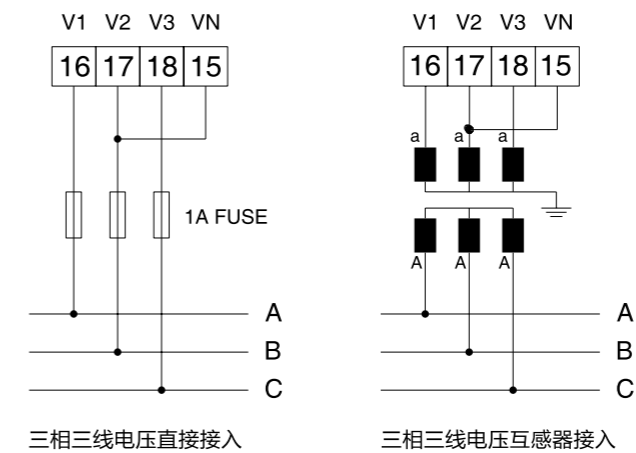 V1 V2 V3 VN
16 17 18 15
1A FUSE
A
B
C
三相三线电压直接接入
V1 V2 V3 VN
16 17 18 15
a a a
A A A
A
B
C
三相三线电压互感器接入